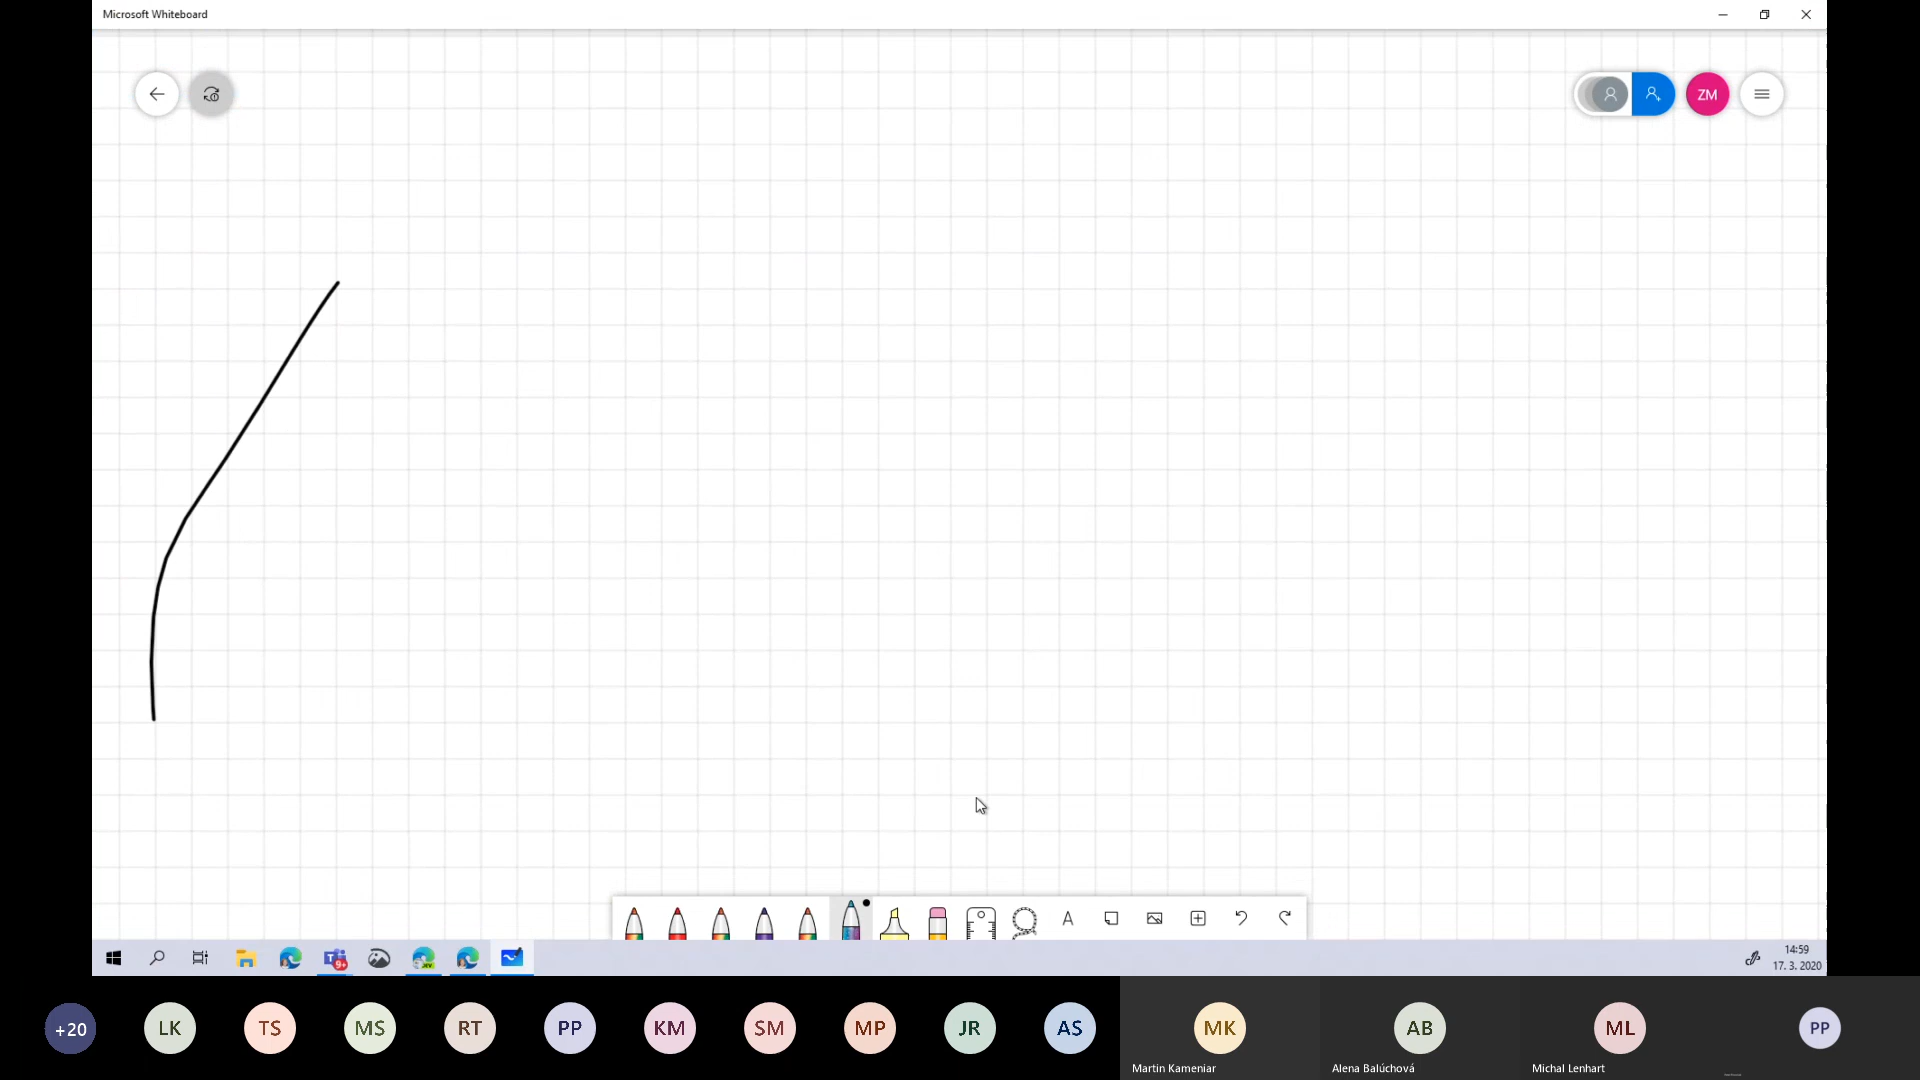 Microsoft Whiteboard
ZM
A
14:59
17. 3. 2020
+20
LK
TS
MS
RT
PP
KM
SM
MP
JR
AS
MK
AB
ML
PP
Martin Kameniar
Alena Balúchová
Michal Lenhart